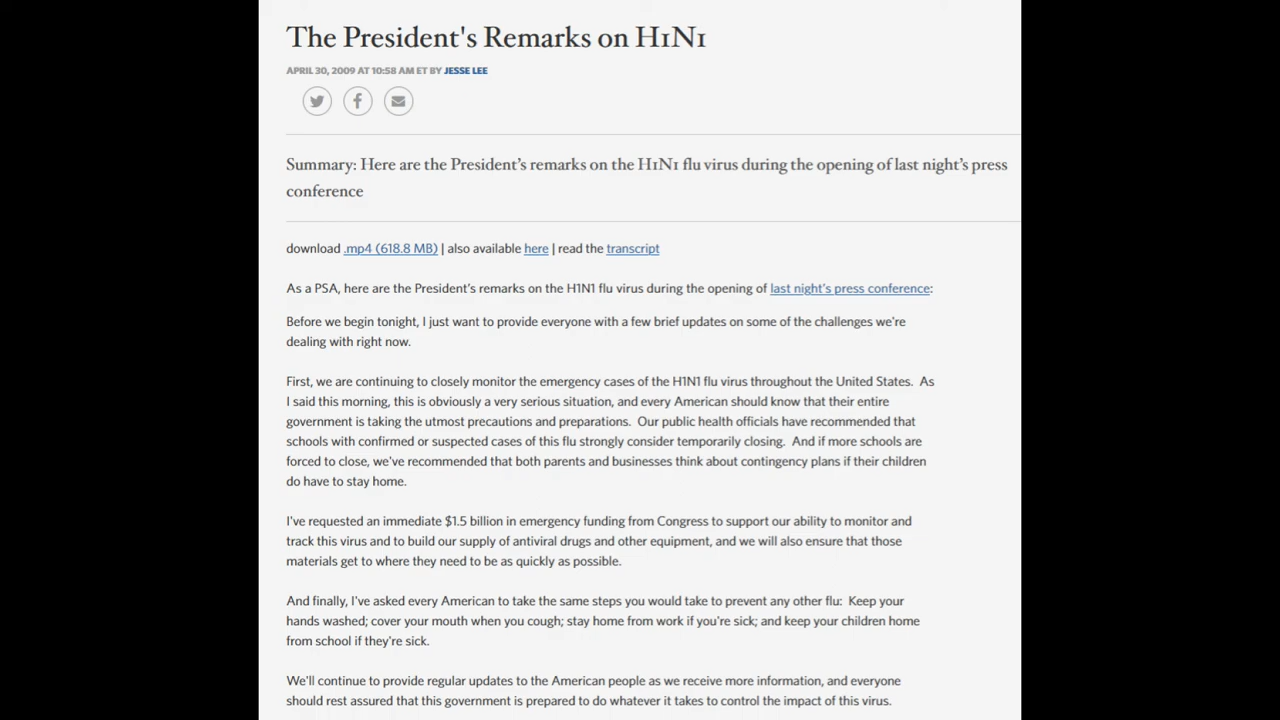 The President's Remarks on H1N1
APRIL 30, 2009 AT 10:58 AM ET BY JESSE LEE
Summary: Here are the President's remarks on the H1N1 flu virus during the opening of last night's press
conference
download .mp4 (618.8 MB) | also available here | read the transcript
As a PSA, here are the President's remarks on the H1N1 flu virus during the opening of last night's press conference:
Before we begin tonight, I just want to provide everyone with a few brief updates on some of the challenges we're
dealing with right now.
First, we are continuing to closely monitor the emergency cases of the H1N1 flu virus throughout the United States.  As
I said this morning, this is obviously a very serious situation, and every American should know that their entire
government is taking the utmost precautions and preparations.  Our public health officials have recommended that
schools with confirmed or suspected cases of this flu strongly consider temporarily closing.  And if more schools are
forced to close, we've recommended that both parents and businesses think about contingency plans if their children
do have to stay home.
I've requested an immediate $1.5 billion in emergency funding from Congress to support our ability to monitor and
track this virus and to build our supply of antiviral drugs and other equipment, and we will also ensure that those
materials get to where they need to be as quickly as possible.
And finally, I've asked every American to take the same steps you would take to prevent any other flu:  Keep your
hands washed; cover your mouth when you cough; stay home from work if you're sick; and keep your children home
from school if they're sick.
We'll continue to provide regular updates to the American people as we receive more information, and everyone
should rest assured that this government is prepared to do whatever it takes to control the impact of this virus.